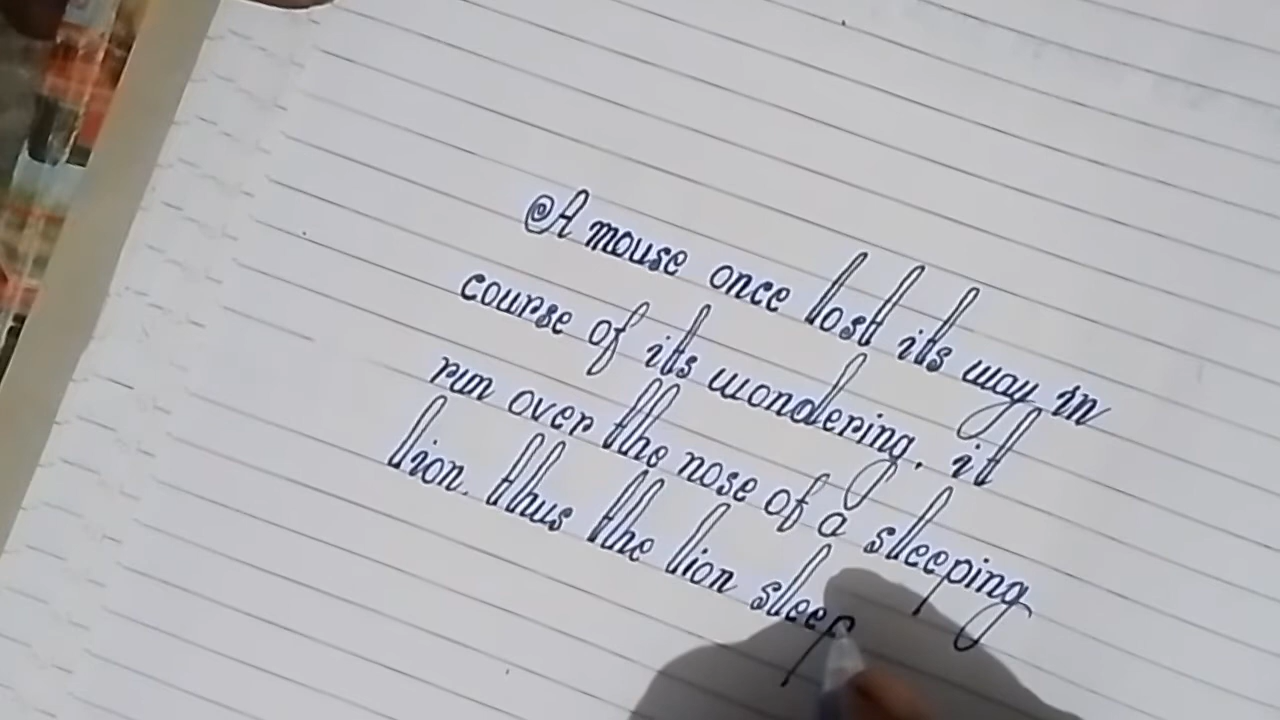 A mouse once lost its way in
course of its wondering, it
run over the nose of a sleeping
lion. thus the lion sleep